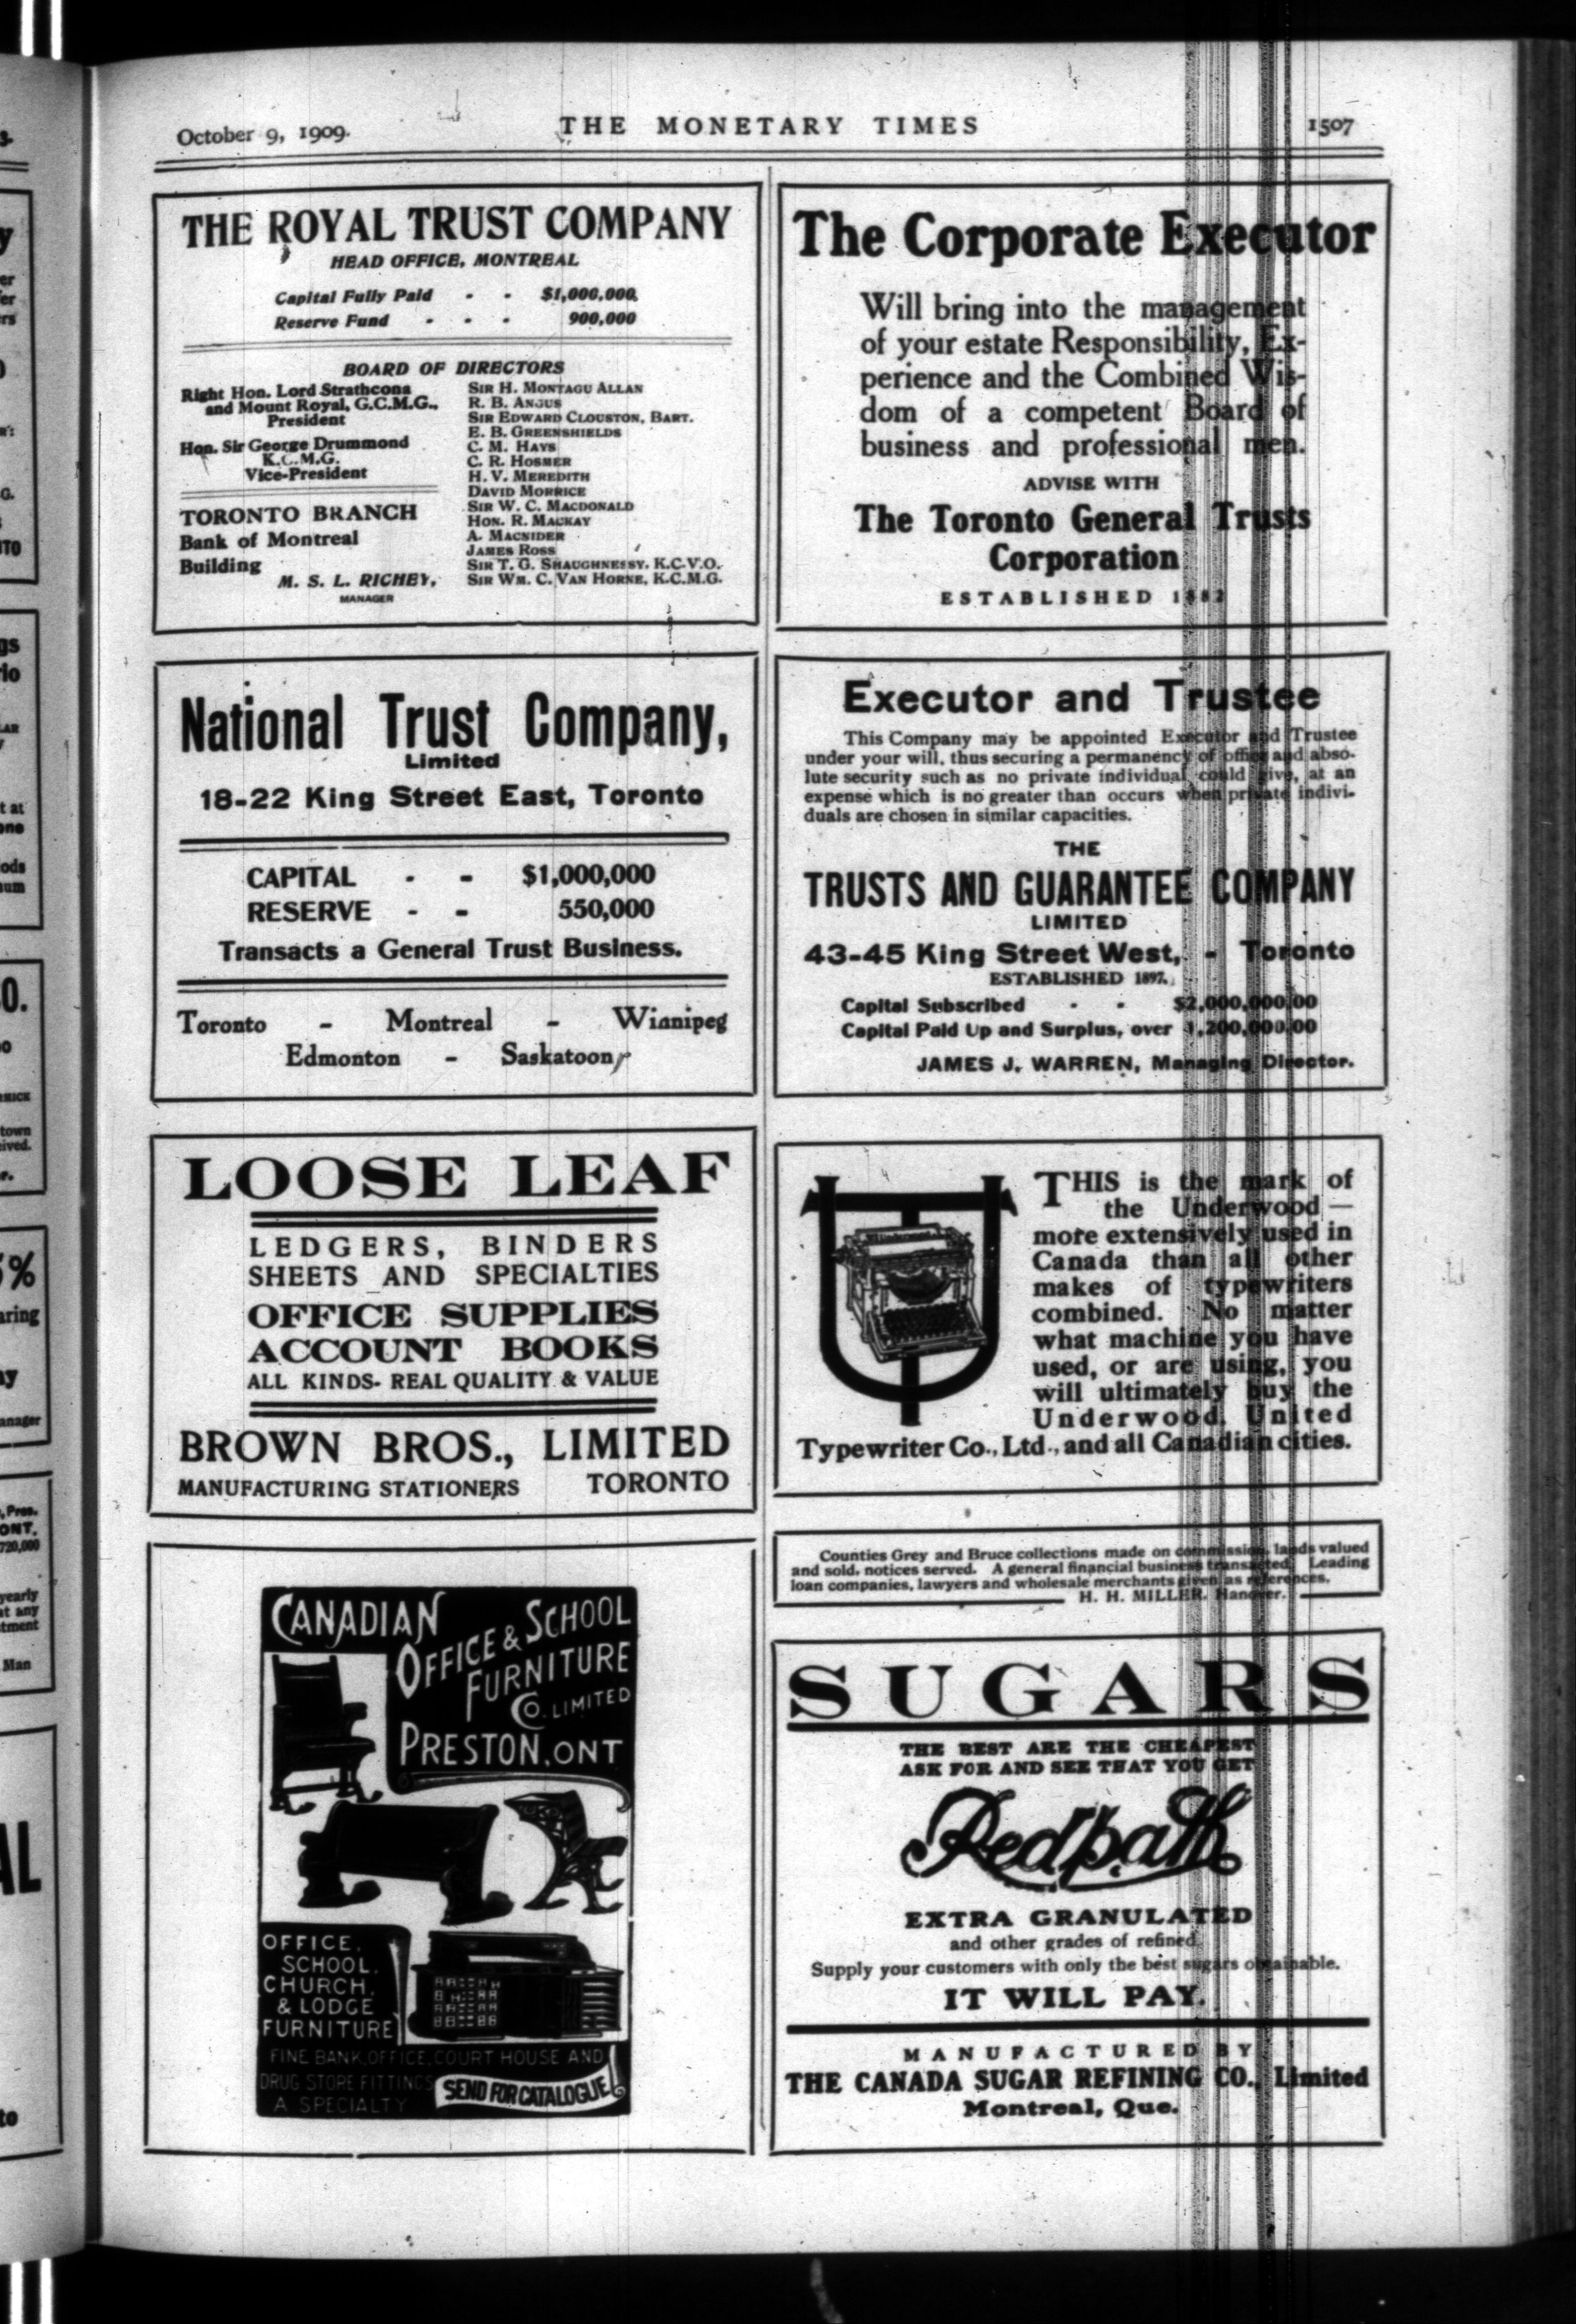 October 9, 1909.
THE MONETARY TIMES
1507
THE ROYAL TRUST COMPANY
HEAD OFFICE, MONTREAL
Capital Fully Paid - - $1,000,000
Reserve Fund - - - 900,000
BOARD OF DIRECTORS
Right Hon. Lord Strathcona
and Mount Royal, G.C.M.G.,
President
Hon. Sir George Drummond
K.C.M.G.
Vice-President
TORONTO BRANCH
Bank of Montreal
Building
M. S. L. RICHEY,
MANAGER
SIR H. MONTAGU ALLAN
R. B. ANGUS
SIR EDWARD CLOUSTON, BART.
E. B. GREENSHIELDS
C. M. HAYS
C. R. HOSMER
H. V. MEREDITH
DAVID MORRICE
SIR W. C. MACDONALD
HON. R. MACKAY
A. MACNIDER
JAMES ROSS
SIR T. G. SHAUGHNESSY, K.C.V.O.
SIR WM. C. VAN HORNE, K.C.M.G.
The Corporate Executor
Will bring into the management
of your estate Responsibility, Ex-
perience and the Combined Wis-
dom of a competent Board of
business and professional men.
ADVISE WITH
The Toronto General Trusts
Corporation
ESTABLISHED 1882
National Trust Company,
Limited
18-22 King Street East, Toronto
CAPITAL - - $1,000,000
RESERVE - - 550,000
Transacts a General Trust Business.
Toronto - Montreal - Winnipeg
Edmonton - Saskatoon
Executor and Trustee
This Company may be appointed Executor and Trustee
under your will, thus securing a permanency of office and abso-
lute security such as no private individual could give, at an
expense which is no greater than occurs when private indivi-
duals are chosen in similar capacities.
THE
TRUSTS AND GUARANTEE COMPANY
LIMITED
43-45 King Street West, - Toronto
ESTABLISHED 1897.
Capital Subscribed - - $2,000,000.00
Capital Paid Up and Surplus, over 1,200,000.00
JAMES J. WARREN, Managing Director.
LOOSE LEAF
LEDGERS, BINDERS
SHEETS AND SPECIALTIES
OFFICE SUPPLIES
ACCOUNT BOOKS
ALL KINDS- REAL QUALITY & VALUE
BROWN BROS., LIMITED
MANUFACTURING STATIONERS TORONTO
THIS is the mark of
the Underwood—
more extensively used in
Canada than all other
makes of typewriters
combined. No matter
what machine you have
used, or are using, you
will ultimately buy the
Underwood. United
Typewriter Co., Ltd., and all Canadian cities.
Counties Grey and Bruce collections made on commission, lands valued
and sold, notices served. A general financial business transacted. Leading
loan companies, lawyers and wholesale merchants given as references.
H. H. MILLER, Hanover.
CANADIAN
OFFICE & SCHOOL
FURNITURE
CO. LIMITED
PRESTON, ONT
OFFICE,
SCHOOL,
CHURCH,
& LODGE
FURNITURE
FINE BANK, OFFICE, COURT HOUSE AND
DRUG STORE FITTINGS
A SPECIALTY
SEND FOR CATALOGUE
SUGARS
THE BEST ARE THE CHEAPEST
ASK FOR AND SEE THAT YOU GET
Redpath
EXTRA GRANULATED
and other grades of refined.
Supply your customers with only the best sugars obtainable.
IT WILL PAY.
MANUFACTURED BY
THE CANADA SUGAR REFINING CO., Limited
Montreal, Que.